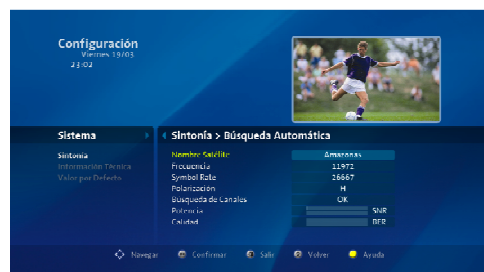 Configuración
Viernes 19/03
23:02
Sistema
Sintonía > Búsqueda Automática
Sintonía
Información Técnica
Valor por Defecto
Nombre Satélite Amazonas
Frecuencia 11972
Symbol Rate 26667
Polarización H
Búsqueda de Canales OK
Potencia SNR
Calidad BER
Navegar Confirmar Salir Volver Ayuda